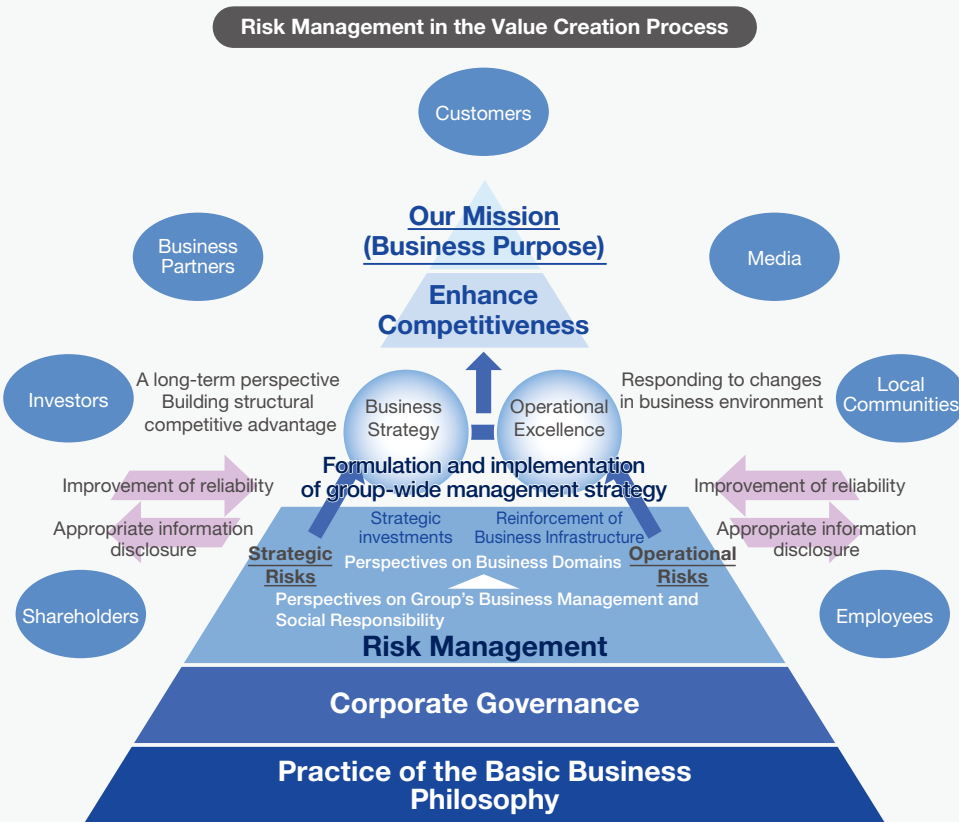 Risk Management in the Value Creation Process
Customers
Our Mission
(Business Purpose)
Business
Partners
Media
Enhance
Competitiveness
Investors
A long-term perspective
Building structural
competitive advantage
Business
Strategy
Operational
Excellence
Responding to changes
in business environment
Local
Communities
Formulation and implementation
of group-wide management strategy
Improvement of reliability
Improvement of reliability
Appropriate information
disclosure
Appropriate information
disclosure
Strategic
investments
Reinforcement of
Business Infrastructure
Strategic
Risks
Perspectives on Business Domains
Operational
Risks
Shareholders
Perspectives on Group's Business Management and
Social Responsibility
Employees
Risk Management
Corporate Governance
Practice of the Basic Business
Philosophy